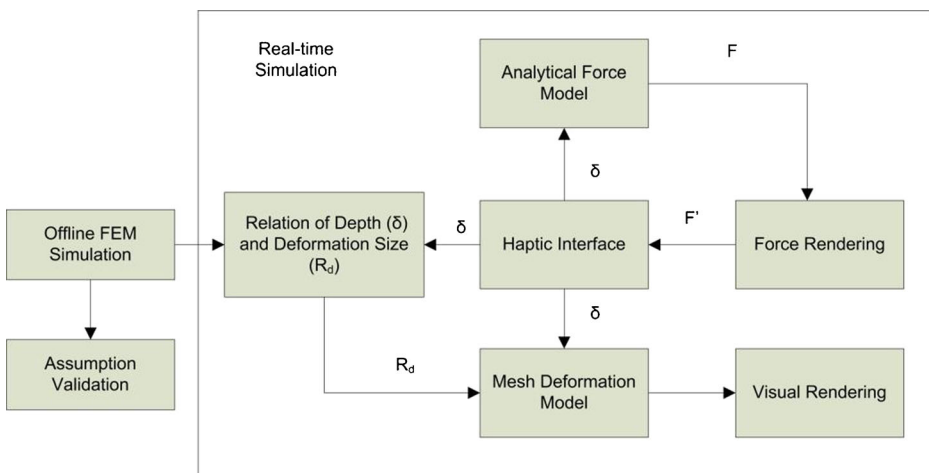 Real-time
Simulation
Analytical Force
Model
F
δ
Offline FEM
Simulation
Relation of Depth (δ)
and Deformation Size
(Rd)
δ
Haptic Interface
F'
Force Rendering
δ
Assumption
Validation
Rd
Mesh Deformation
Model
Visual Rendering